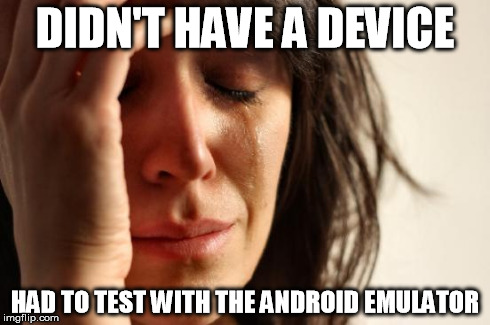 DIDN'T HAVE A DEVICE
HAD TO TEST WITH THE ANDROID EMULATOR
imgflip.com